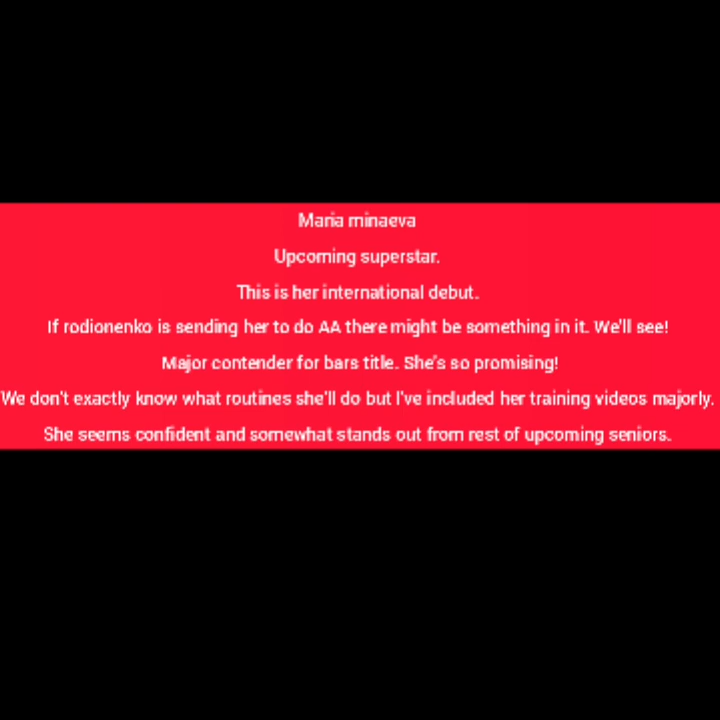 Maria minaeva
Upcoming superstar.
This is her international debut.
If rodionenko is sending her to do AA there might be something in it. We'll see!
Major contender for bars title. She's so promising!
We don't exactly know what routines she'll do but I've included her training videos majorly.
She seems confident and somewhat stands out from rest of upcoming seniors.